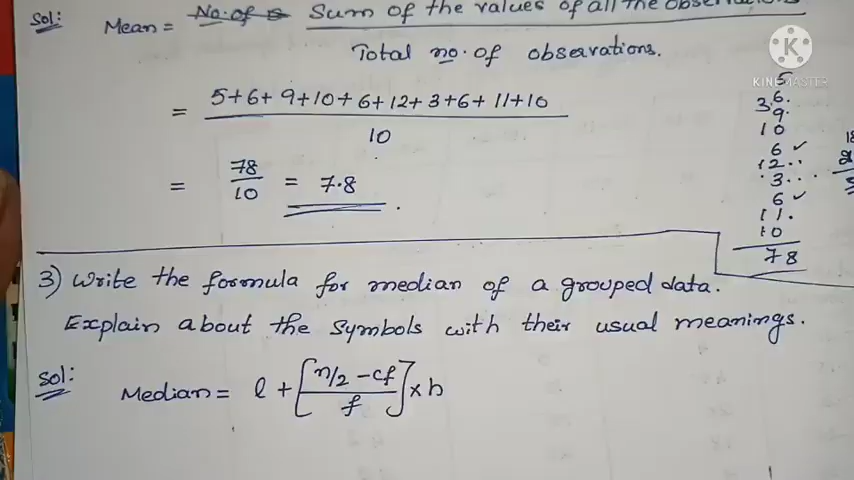 Sol: Mean = No. of Sum of the values of all the observations
Total no. of observations.
= 5+6+9+10+6+12+3+6+11+10
10
= 78
10 = 7.8
3) Write the formula for median of a grouped data.
Explain about the symbols with their usual meanings.
Sol: Median = l + [n/2 - cf
f] x h
KINEMASTER
5
6.
3 9.
10
6 ✓
12..
.3...
6 ✓
11.
10
78